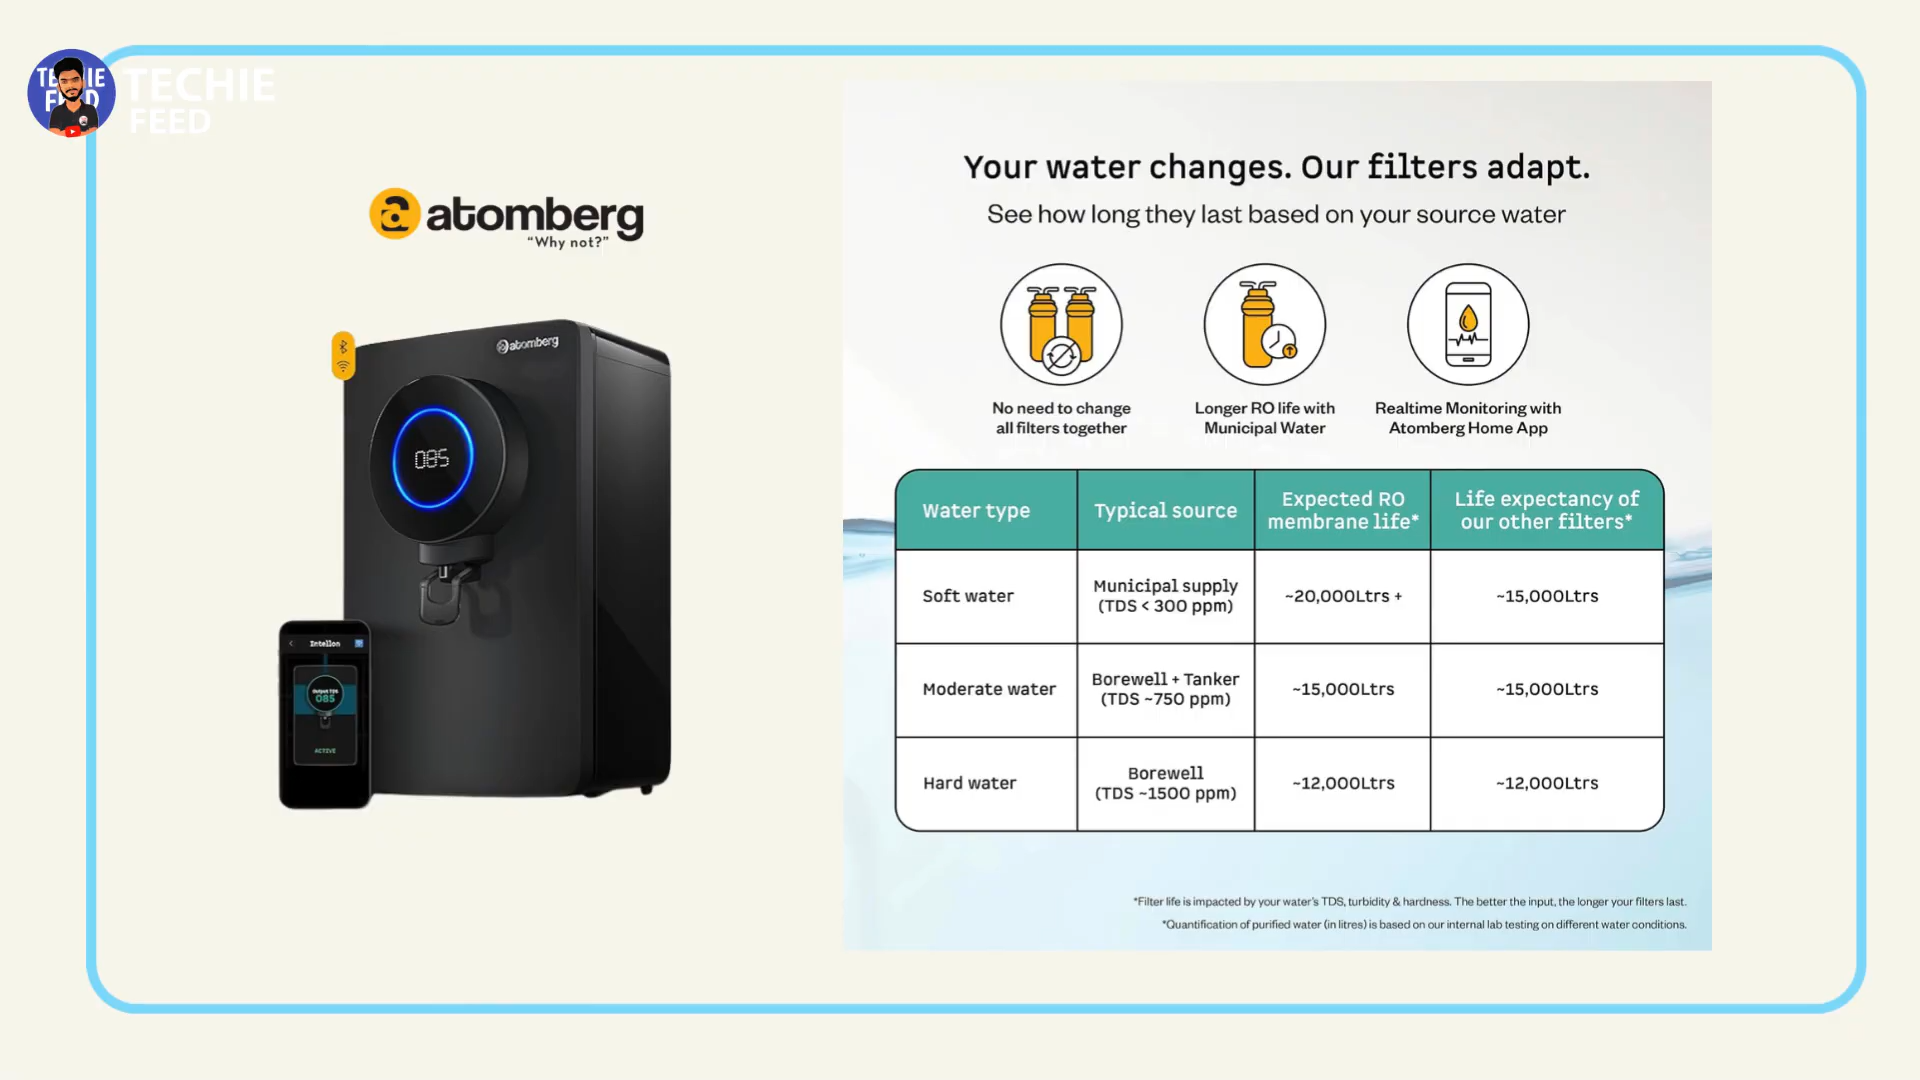 TECHIE
FEED
TECHIE
FEED
atomberg
“Why not?”
atomberg
085
Intellon
Output TDS
085
ACTIVE
Your water changes. Our filters adapt.
See how long they last based on your source water
No need to change
all filters together
Longer RO life with
Municipal Water
Realtime Monitoring with
Atomberg Home App
Water type
Typical source
Expected RO
membrane life*
Life expectancy of
our other filters*
Soft water
Municipal supply
(TDS < 300 ppm)
~20,000Ltrs +
~15,000Ltrs
Moderate water
Borewell + Tanker
(TDS ~750 ppm)
~15,000Ltrs
~15,000Ltrs
Hard water
Borewell
(TDS ~1500 ppm)
~12,000Ltrs
~12,000Ltrs
*Filter life is impacted by your water's TDS, turbidity & hardness. The better the input, the longer your filters last.
*Quantification of purified water (in litres) is based on our internal lab testing on different water conditions.